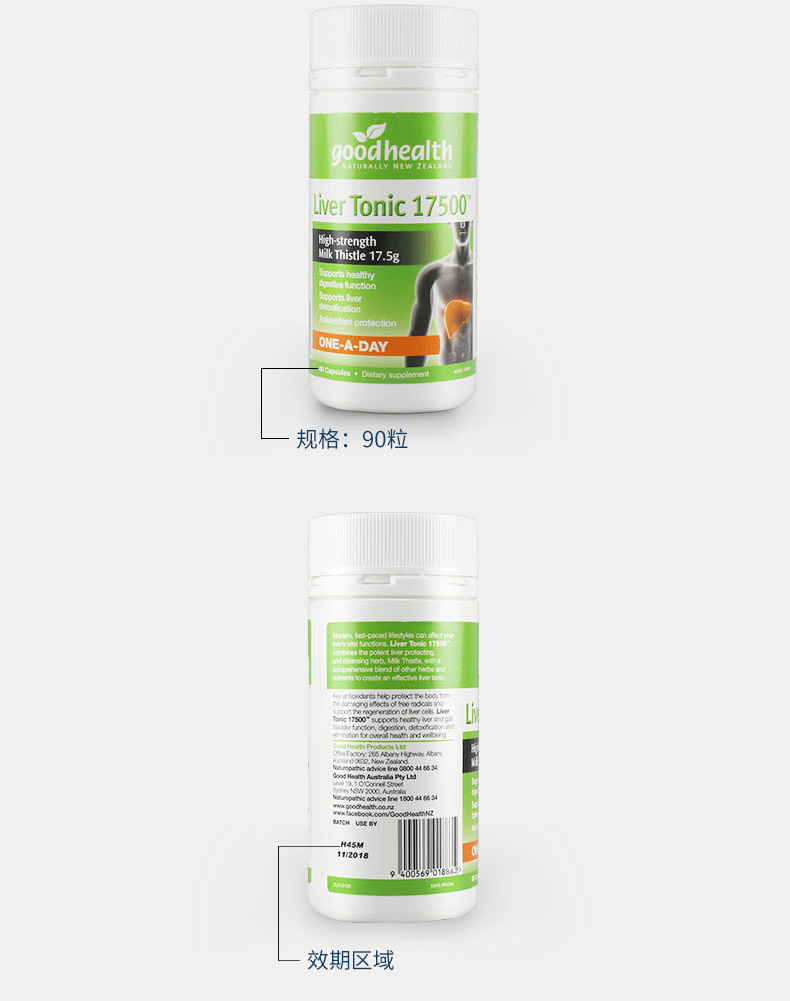 goodhealth
NATURALLY NEW ZEALAND
Liver Tonic 17500™
High-strength
Milk Thistle 17.5g
Supports healthy
digestive function
Supports liver
detoxification
Antioxidant protection
ONE-A-DAY
Capsules • Dietary supplement
规格：90粒
Modern, fast-paced lifestyles can affect your
liver's vital functions. Liver Tonic 17500™
combines the potent liver protecting
and cleansing herb, Milk Thistle, with a
comprehensive blend of other herbs and
nutrients to create an effective liver tonic.
Key antioxidants help protect the body from
the damaging effects of free radicals and
support the regeneration of liver cells. Liver
Tonic 17500™ supports healthy liver and gall
bladder function, digestion, detoxification and
elimination for overall health and wellbeing.
Good Health Products Ltd
Office/Factory: 265 Albany Highway, Albany,
Auckland 0632, New Zealand.
Naturopathic advice line 0800 44 66 34
Good Health Australia Pty Ltd
Level 19, 1 O'Connell Street
Sydney NSW 2000, Australia
Naturopathic advice line 1800 44 66 34
www.goodhealth.co.nz
www.facebook.com/GoodHealthNZ
BATCH USE BY
H45M
11/2018
9 400569 018842
效期区域